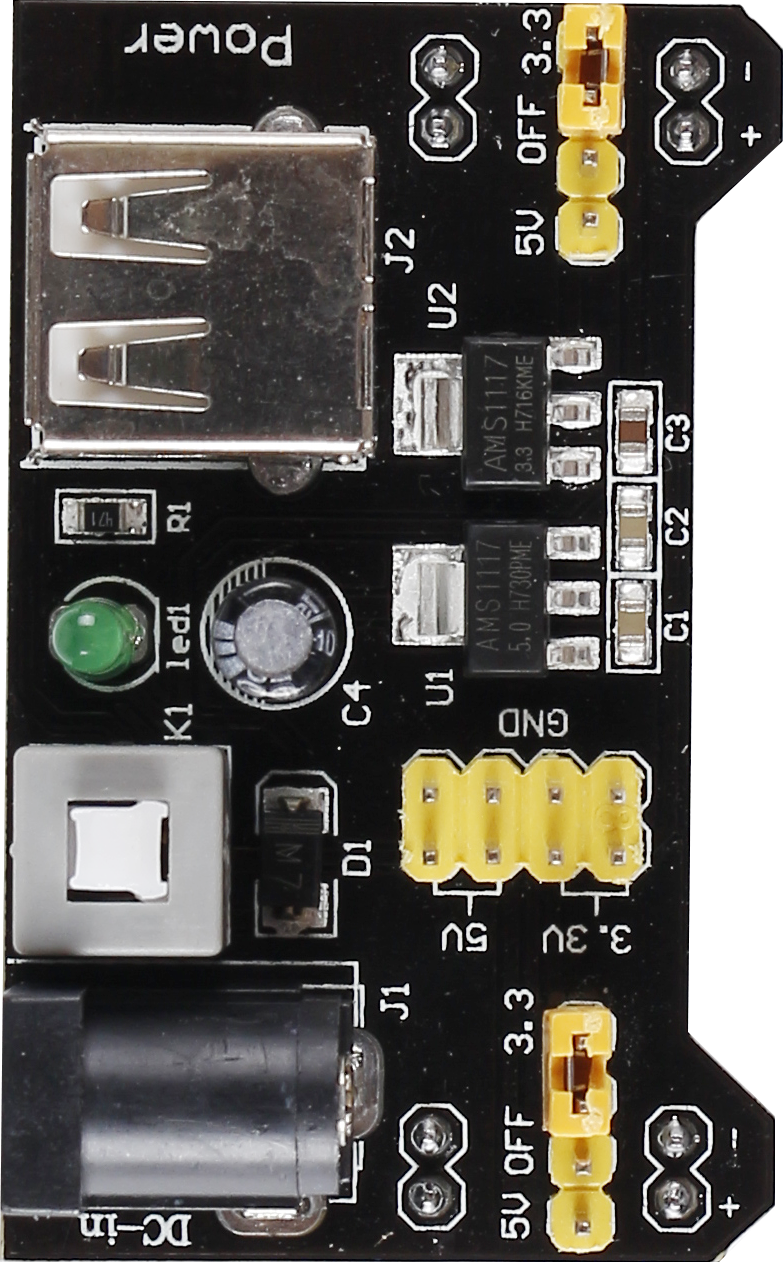 Power
3.3
OFF
5V
-
+
J2
U2
AMS1117
3.3 H716KME
C3
R1
471
C2
AMS1117
5.0 H730PME
led1
10
C1
U1
C4
K1
GND
M7
D1
5V
3.3V
J1
3.3
OFF
5V
-
+
DC-in